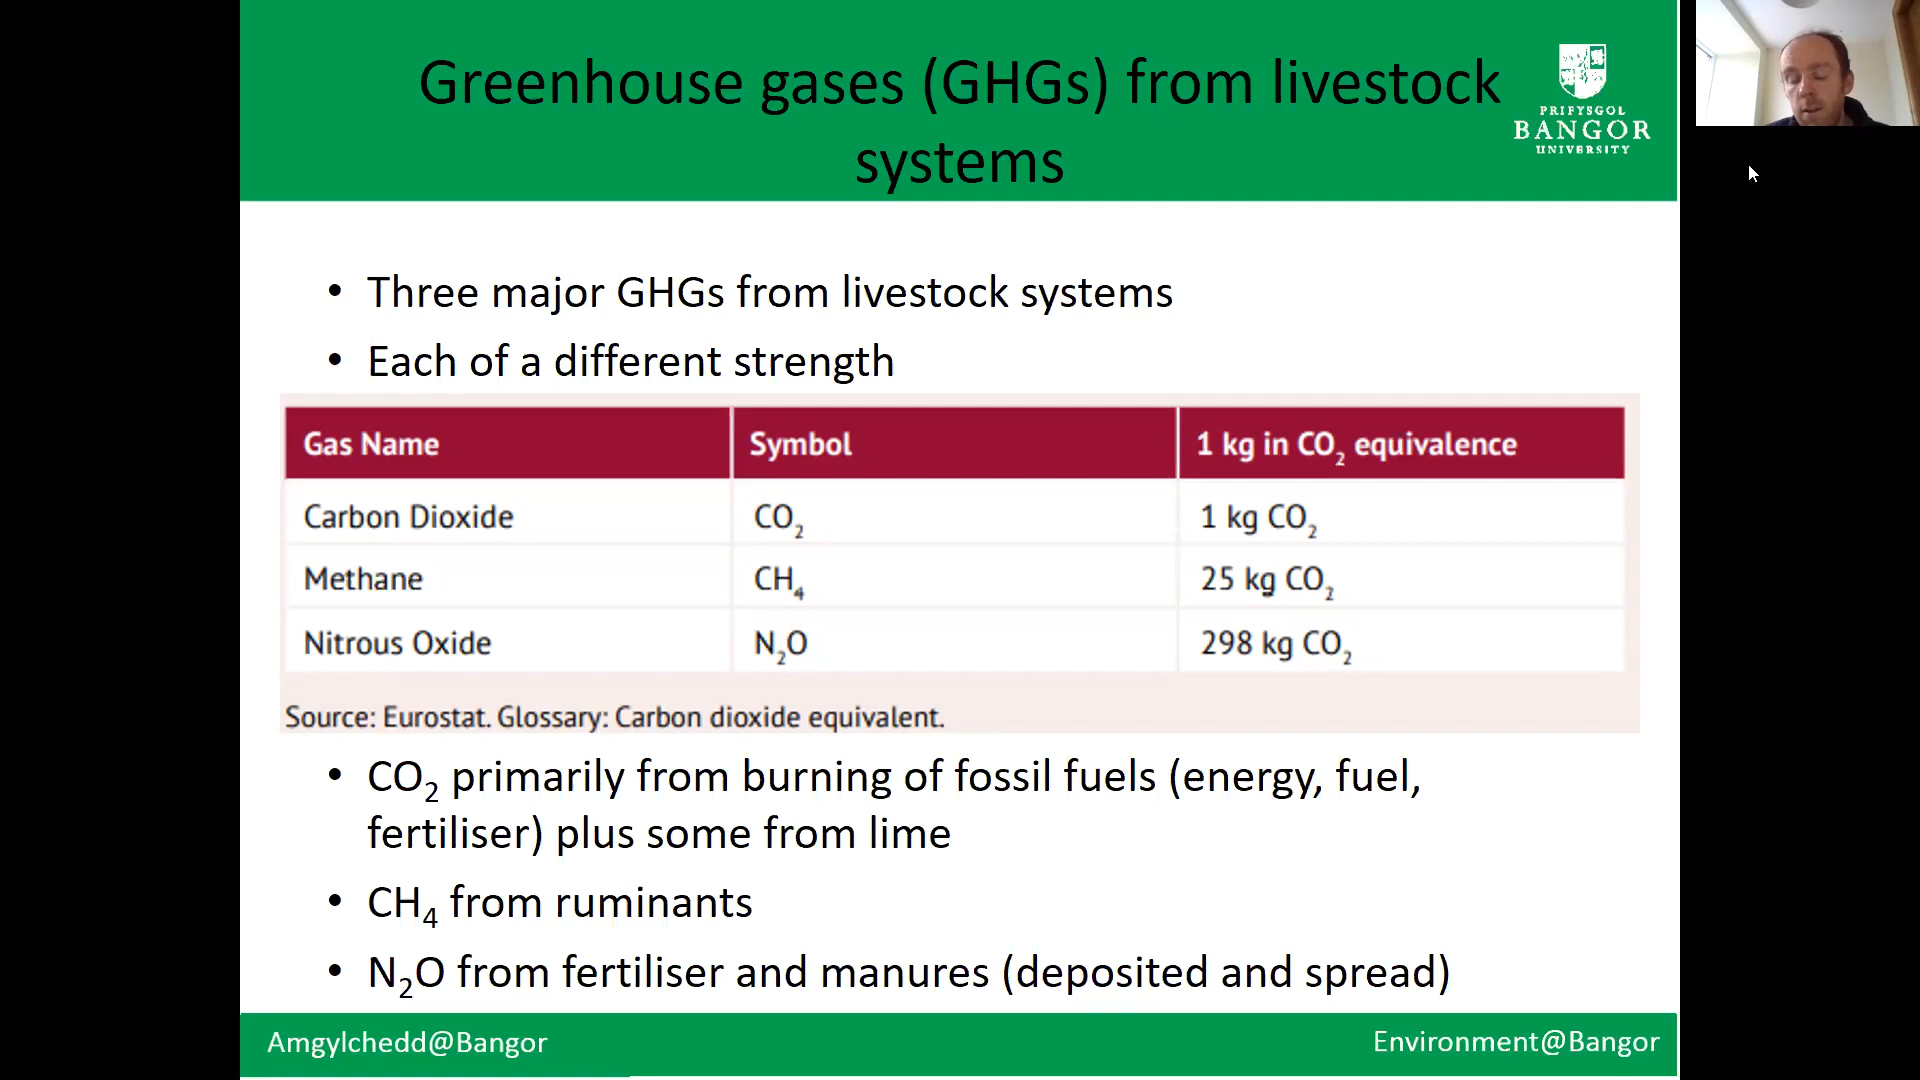 Greenhouse gases (GHGs) from livestock
systems
PRIFYSGOL
BANGOR
UNIVERSITY
• Three major GHGs from livestock systems
• Each of a different strength
Gas Name Symbol 1 kg in CO₂ equivalence
Carbon Dioxide CO₂ 1 kg CO₂
Methane CH₄ 25 kg CO₂
Nitrous Oxide N₂O 298 kg CO₂
Source: Eurostat. Glossary: Carbon dioxide equivalent.
• CO₂ primarily from burning of fossil fuels (energy, fuel,
fertiliser) plus some from lime
• CH₄ from ruminants
• N₂O from fertiliser and manures (deposited and spread)
Amgylchedd@Bangor Environment@Bangor